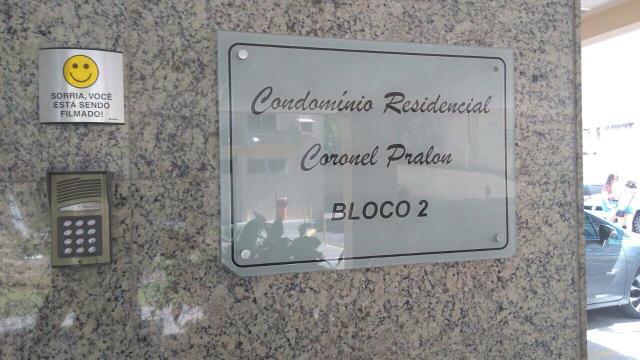 SORRIA, VOCÊ
ESTÁ SENDO
FILMADO!
Condomínio Residencial
Coronel Pralon
BLOCO 2